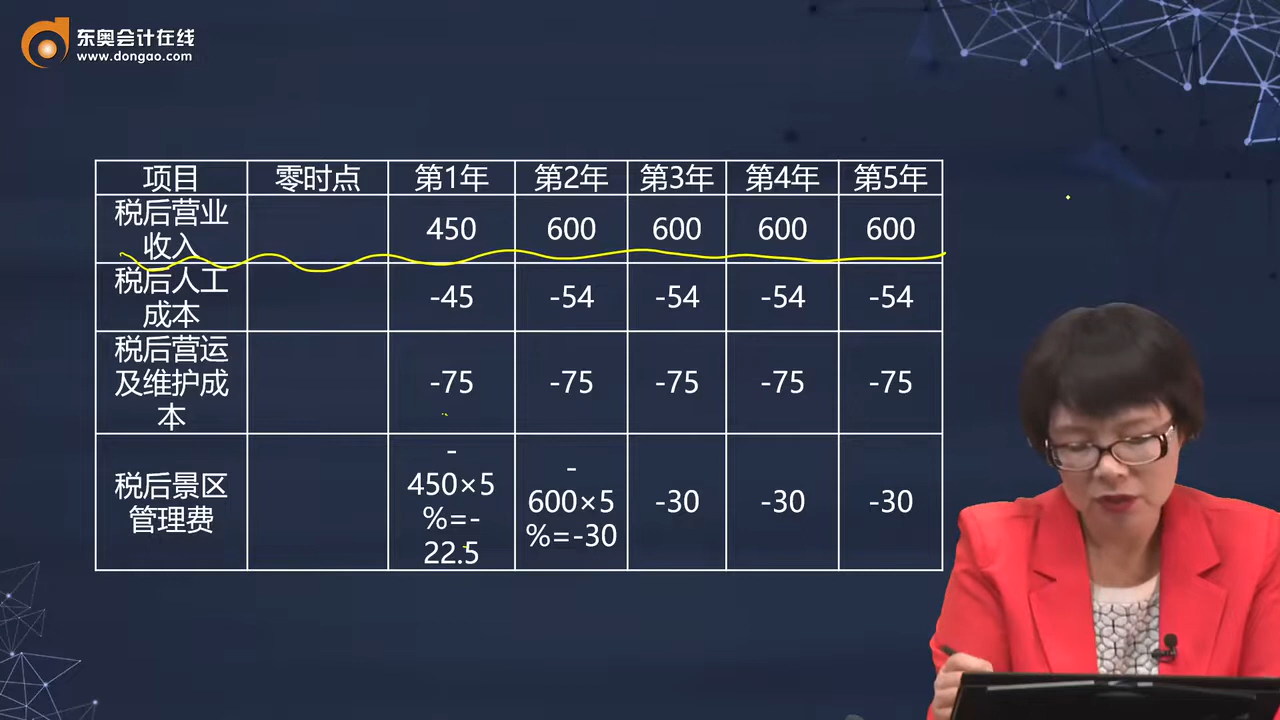 东奥会计在线
www.dongao.com
项目 零时点 第1年 第2年 第3年 第4年 第5年
税后营业
收入 450 600 600 600 600
税后人工
成本 -45 -54 -54 -54 -54
税后营运
及维护成
本 -75 -75 -75 -75 -75
税后景区
管理费
-
450×5
%=-
22.5
-
600×5
%=-30
-30 -30 -30